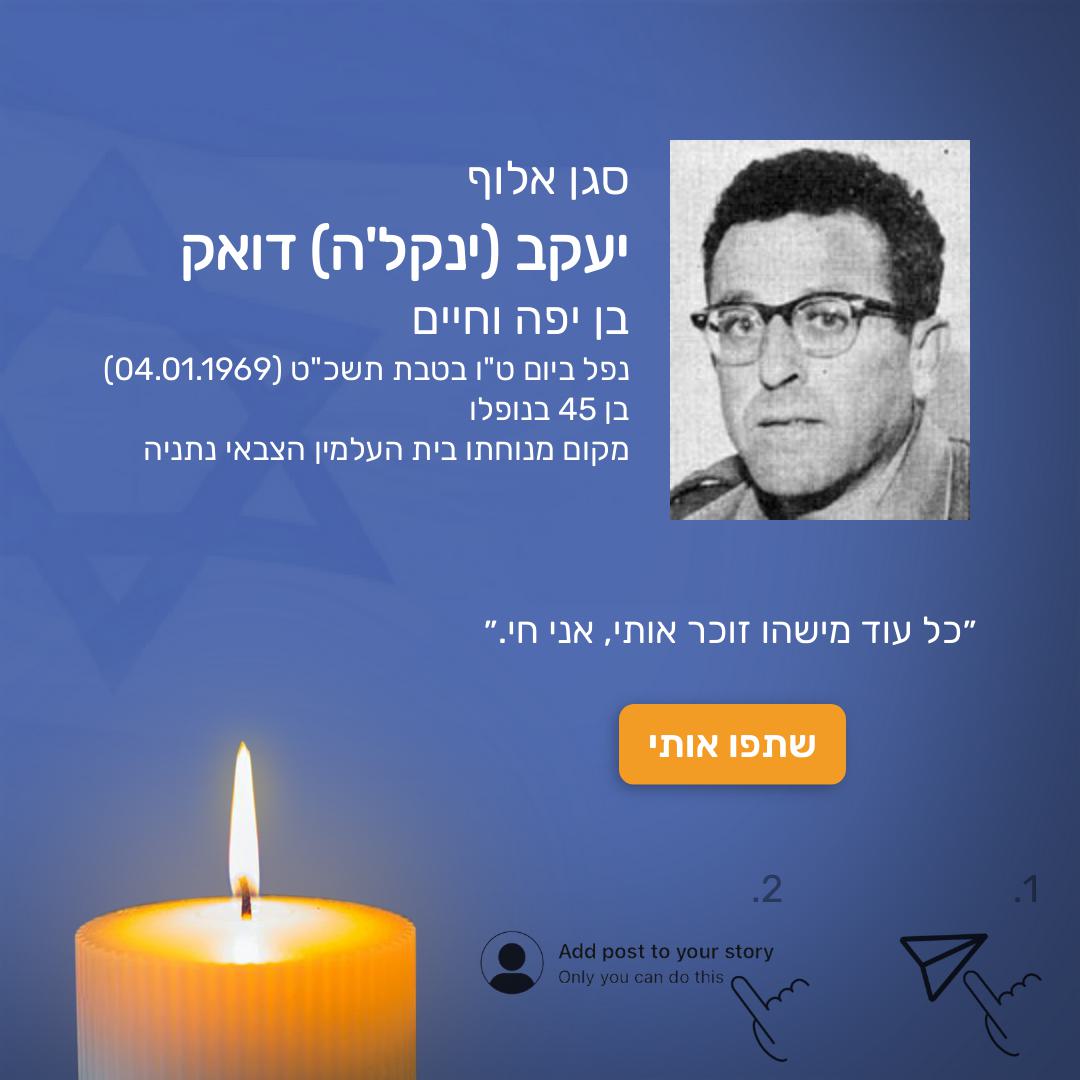 סגן אלוף
יעקב (ינקל'ה) דואק
בן יפה וחיים
נפל ביום ט"ו בטבת תשכ"ט (04.01.1969)
בן 45 בנופלו
מקום מנוחתו בית העלמין הצבאי נתניה
״כל עוד מישהו זוכר אותי, אני חי.״
שתפו אותי
1.
2.
Add post to your story
Only you can do this